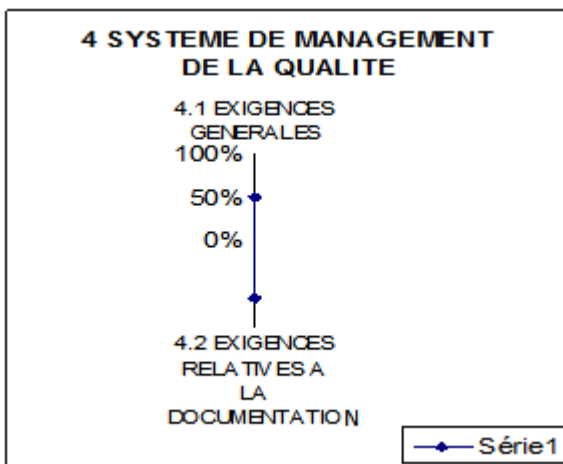 4 SYSTEME DE MANAGEMENT
DE LA QUALITE
4.1 EXIGENCES
GENERALES
100%
50%
0%
4.2 EXIGENCES
RELATIVES A
LA
DOCUMENTATION
Série1